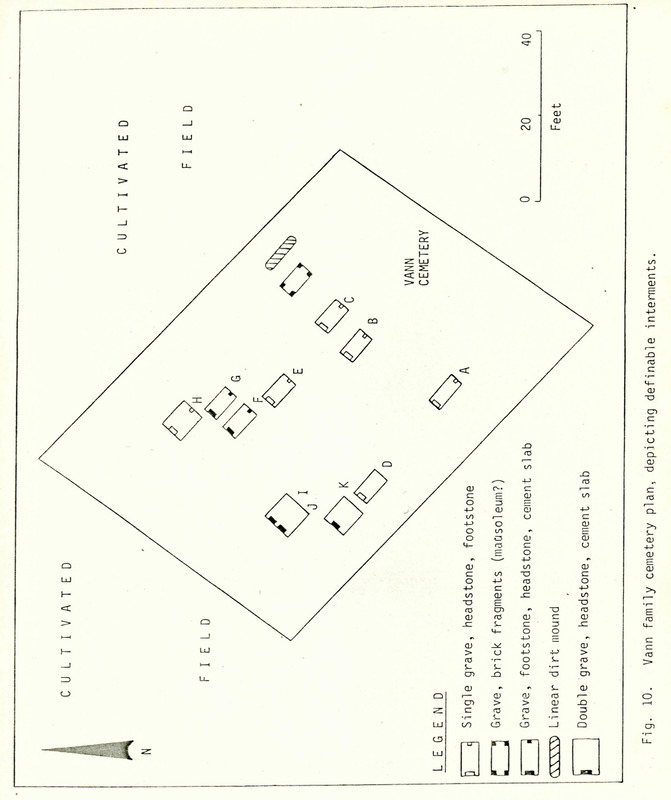 CULTIVATED
FIELD
CULTIVATED
FIELD
N
H
G
F
E
C
B
A
I
J
K
D
VANN
CEMETERY
0 20 40
Feet
LEGEND
Single grave, headstone, footstone
Grave, brick fragments (mausoleum?)
Grave, footstone, headstone, cement slab
Linear dirt mound
Double grave, headstone, cement slab
Fig. 10. Vann family cemetery plan, depicting definable interments.